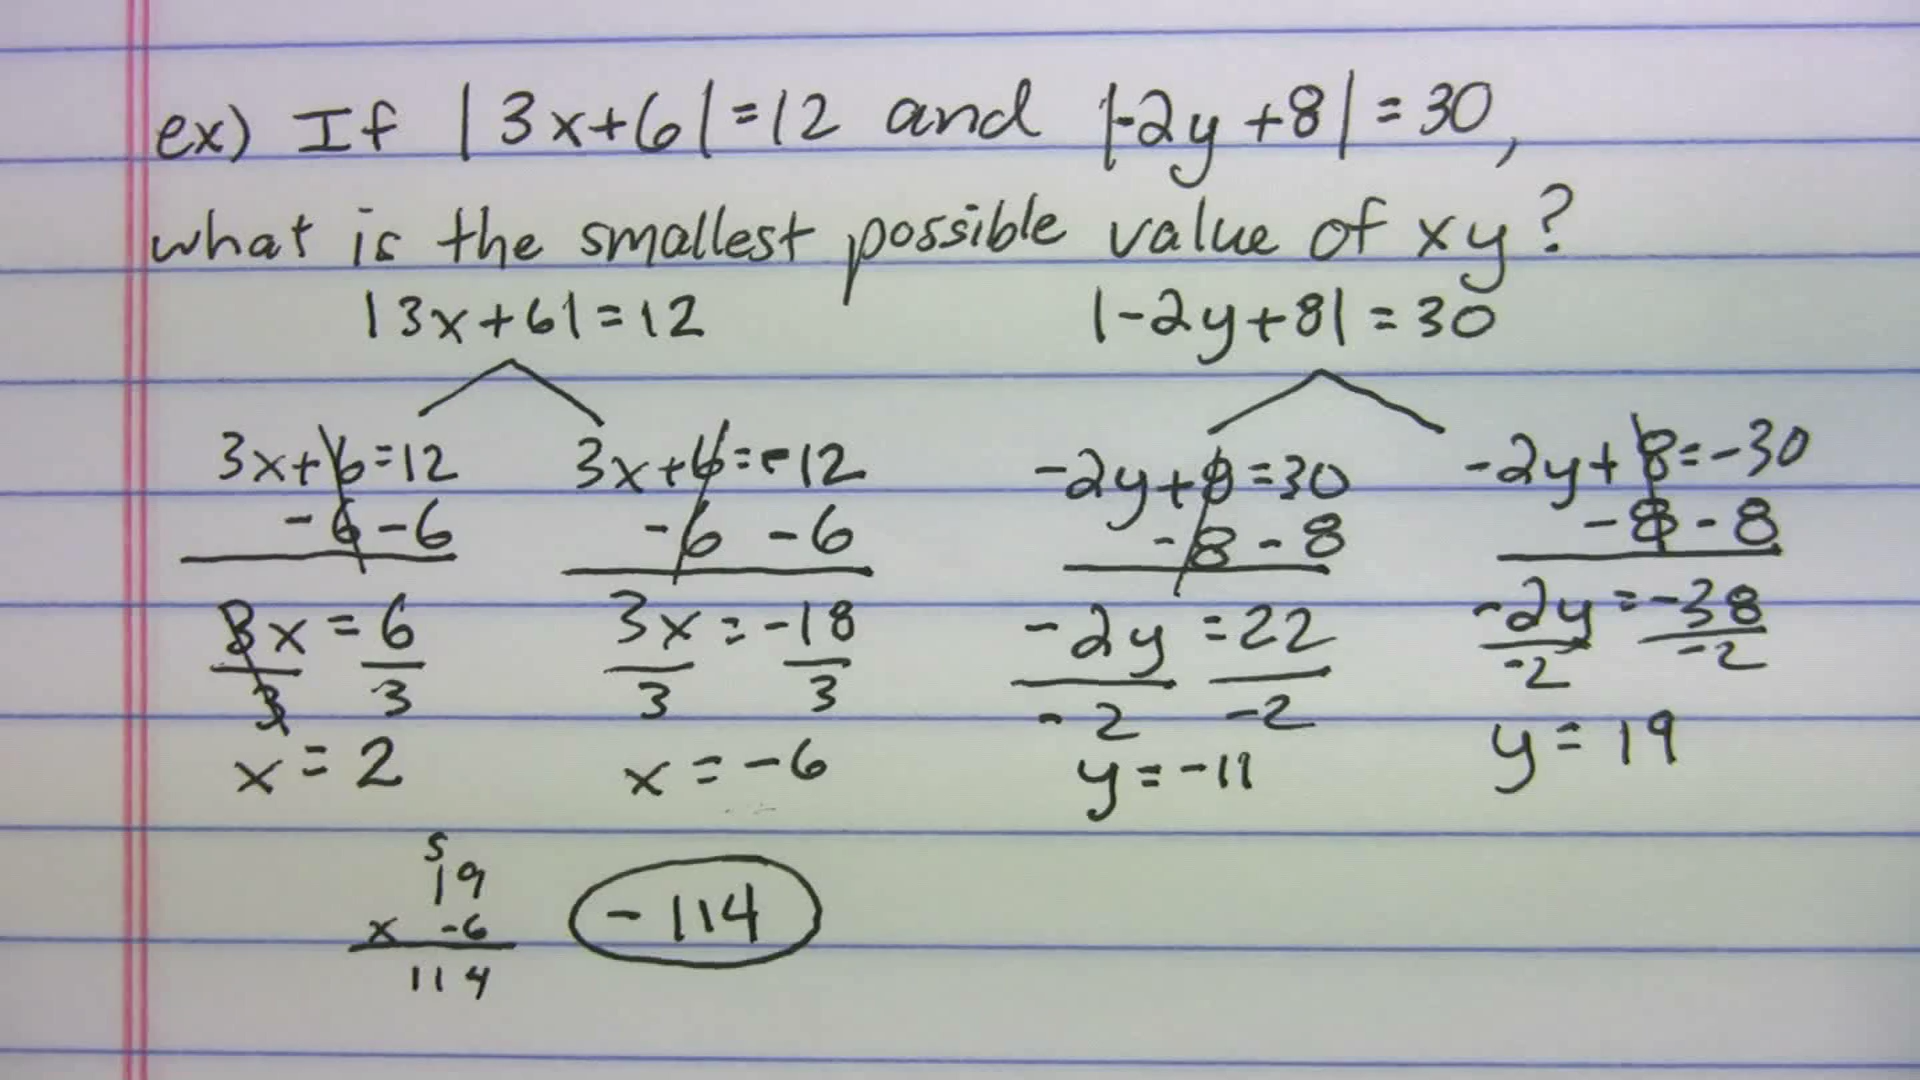 ex) If |3x+6|=12 and |-2y+8|=30,
what is the smallest possible value of xy?
|3x+6|=12 |-2y+8|=30
3x+6=12 3x+6=-12 -2y+8=30 -2y+8=-30
-6 -6 -6 -6 -8 -8 -8 -8
3x=6 3x=-18 -2y=22 -2y=-38
3 3 3 3 -2 -2 -2 -2
x=2 x=-6 y=-11 y=19
5
19
x -6 -114
114